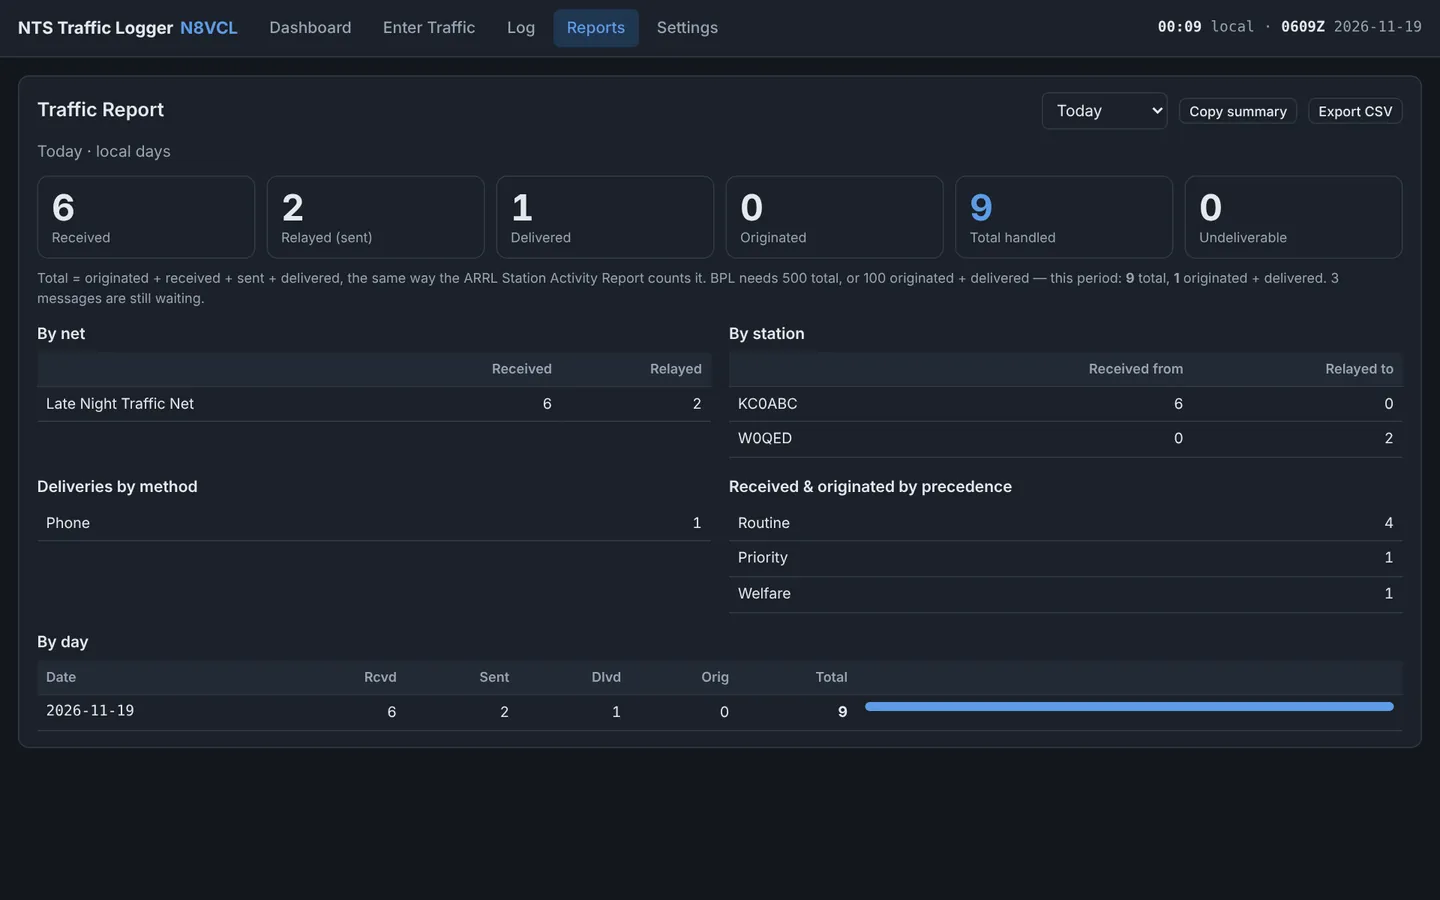 NTS Traffic Logger N8VCL Dashboard Enter Traffic Log Reports Settings 00:09 local · 0609Z 2026-11-19
Traffic Report Today Copy summary Export CSV
Today · local days
6 2 1 0 9 0
Received Relayed (sent) Delivered Originated Total handled Undeliverable
Total = originated + received + sent + delivered, the same way the ARRL Station Activity Report counts it. BPL needs 500 total, or 100 originated + delivered — this period: 9 total, 1 originated + delivered. 3
messages are still waiting.
By net
Received Relayed
Late Night Traffic Net 6 2
By station
Received from Relayed to
KC0ABC 6 0
W0QED 0 2
Deliveries by method
Phone 1
Received & originated by precedence
Routine 4
Priority 1
Welfare 1
By day
Date Rcvd Sent Dlvd Orig Total
2026-11-19 6 2 1 0 9